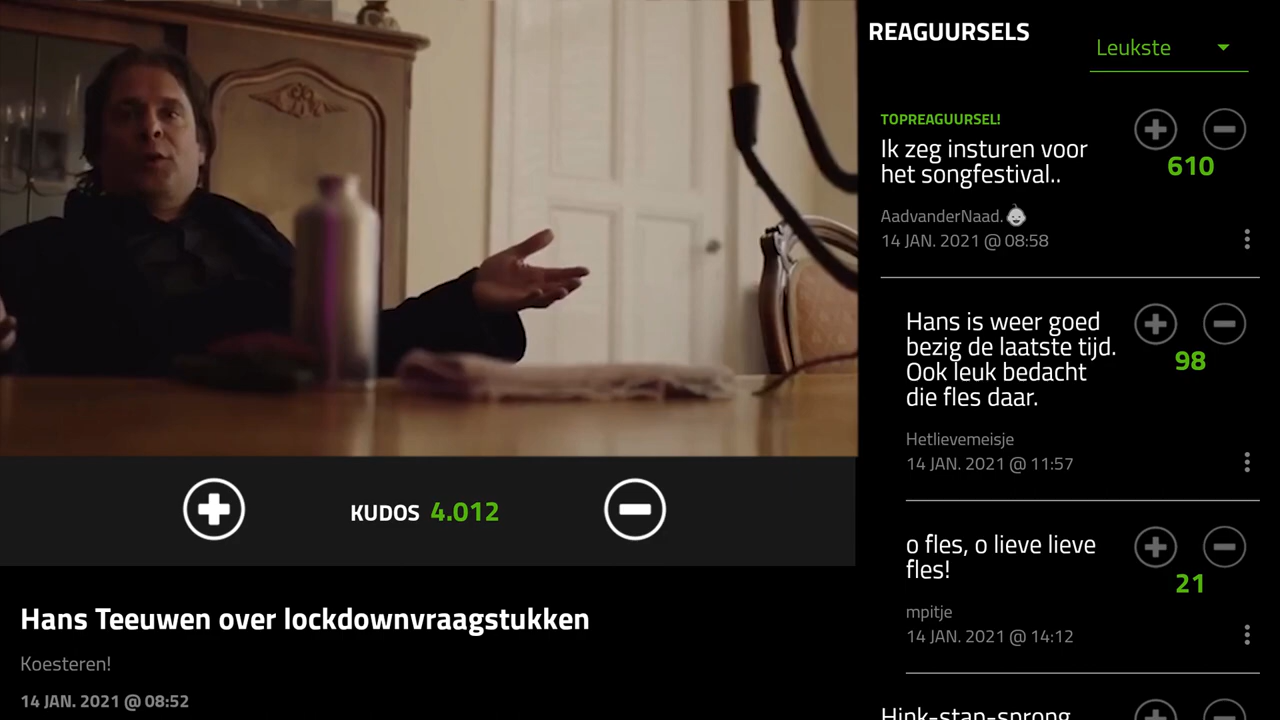 REAGUURSELS
Leukste
TOPREAGUURSEL!
Ik zeg insturen voor
het songfestival..
610
AadvanderNaad.
14 JAN. 2021 @ 08:58
Hans is weer goed
bezig de laatste tijd.
Ook leuk bedacht
die fles daar.
98
Hetlievemeisje
14 JAN. 2021 @ 11:57
o fles, o lieve lieve
fles!
21
mpitje
14 JAN. 2021 @ 14:12
Hink-stap-sprong
KUDOS 4.012
Hans Teeuwen over lockdownvraagstukken
Koesteren!
14 JAN. 2021 @ 08:52